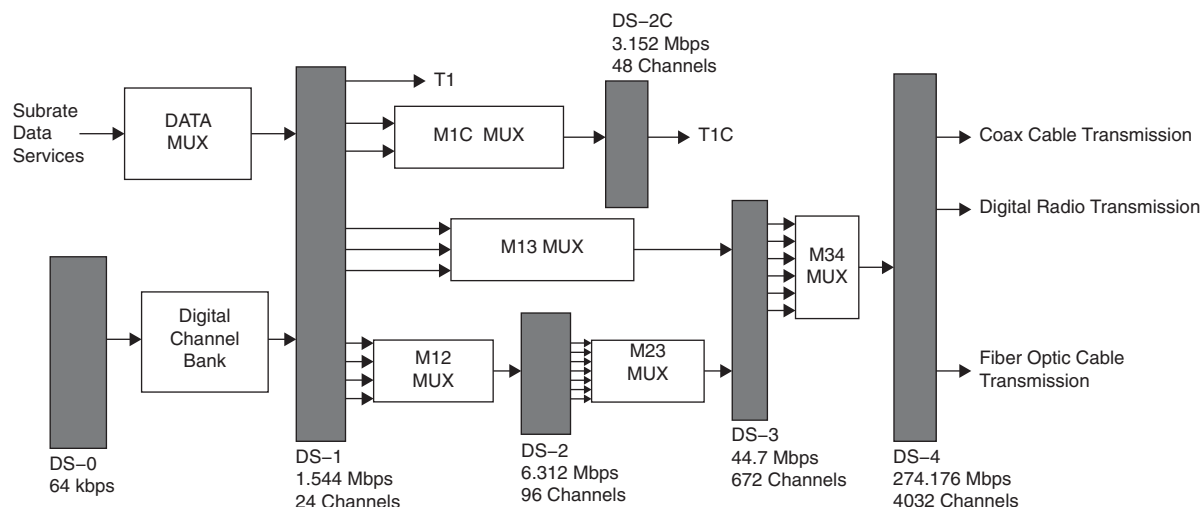 DS–2C
3.152 Mbps
48 Channels
T1
Subrate
Data
Services
DATA
MUX
M1C MUX
T1C
Coax Cable Transmission
Digital Radio Transmission
M13 MUX
M34
MUX
Digital
Channel
Bank
M12
MUX
M23
MUX
Fiber Optic Cable
Transmission
DS–0
64 kbps
DS–1
1.544 Mbps
24 Channels
DS–2
6.312 Mbps
96 Channels
DS–3
44.7 Mbps
672 Channels
DS–4
274.176 Mbps
4032 Channels